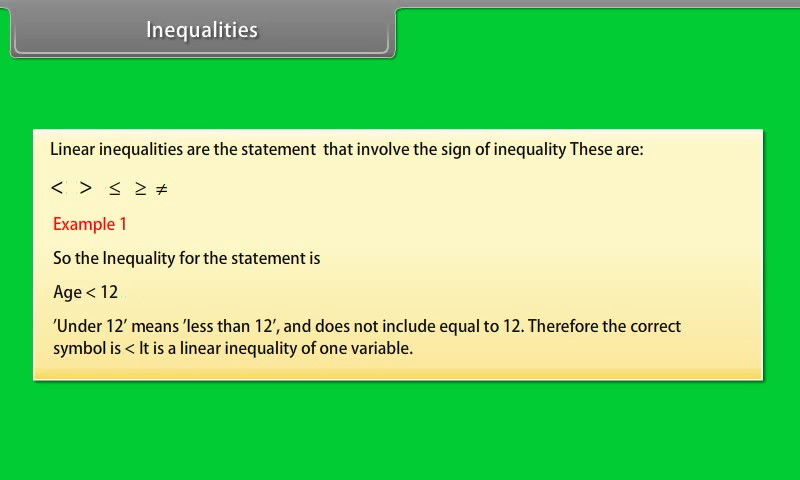 Inequalities
Linear inequalities are the statement that involve the sign of inequality These are:
< > ≤ ≥ ≠
Example 1
So the Inequality for the statement is
Age < 12
'Under 12' means 'less than 12', and does not include equal to 12. Therefore the correct
symbol is < It is a linear inequality of one variable.